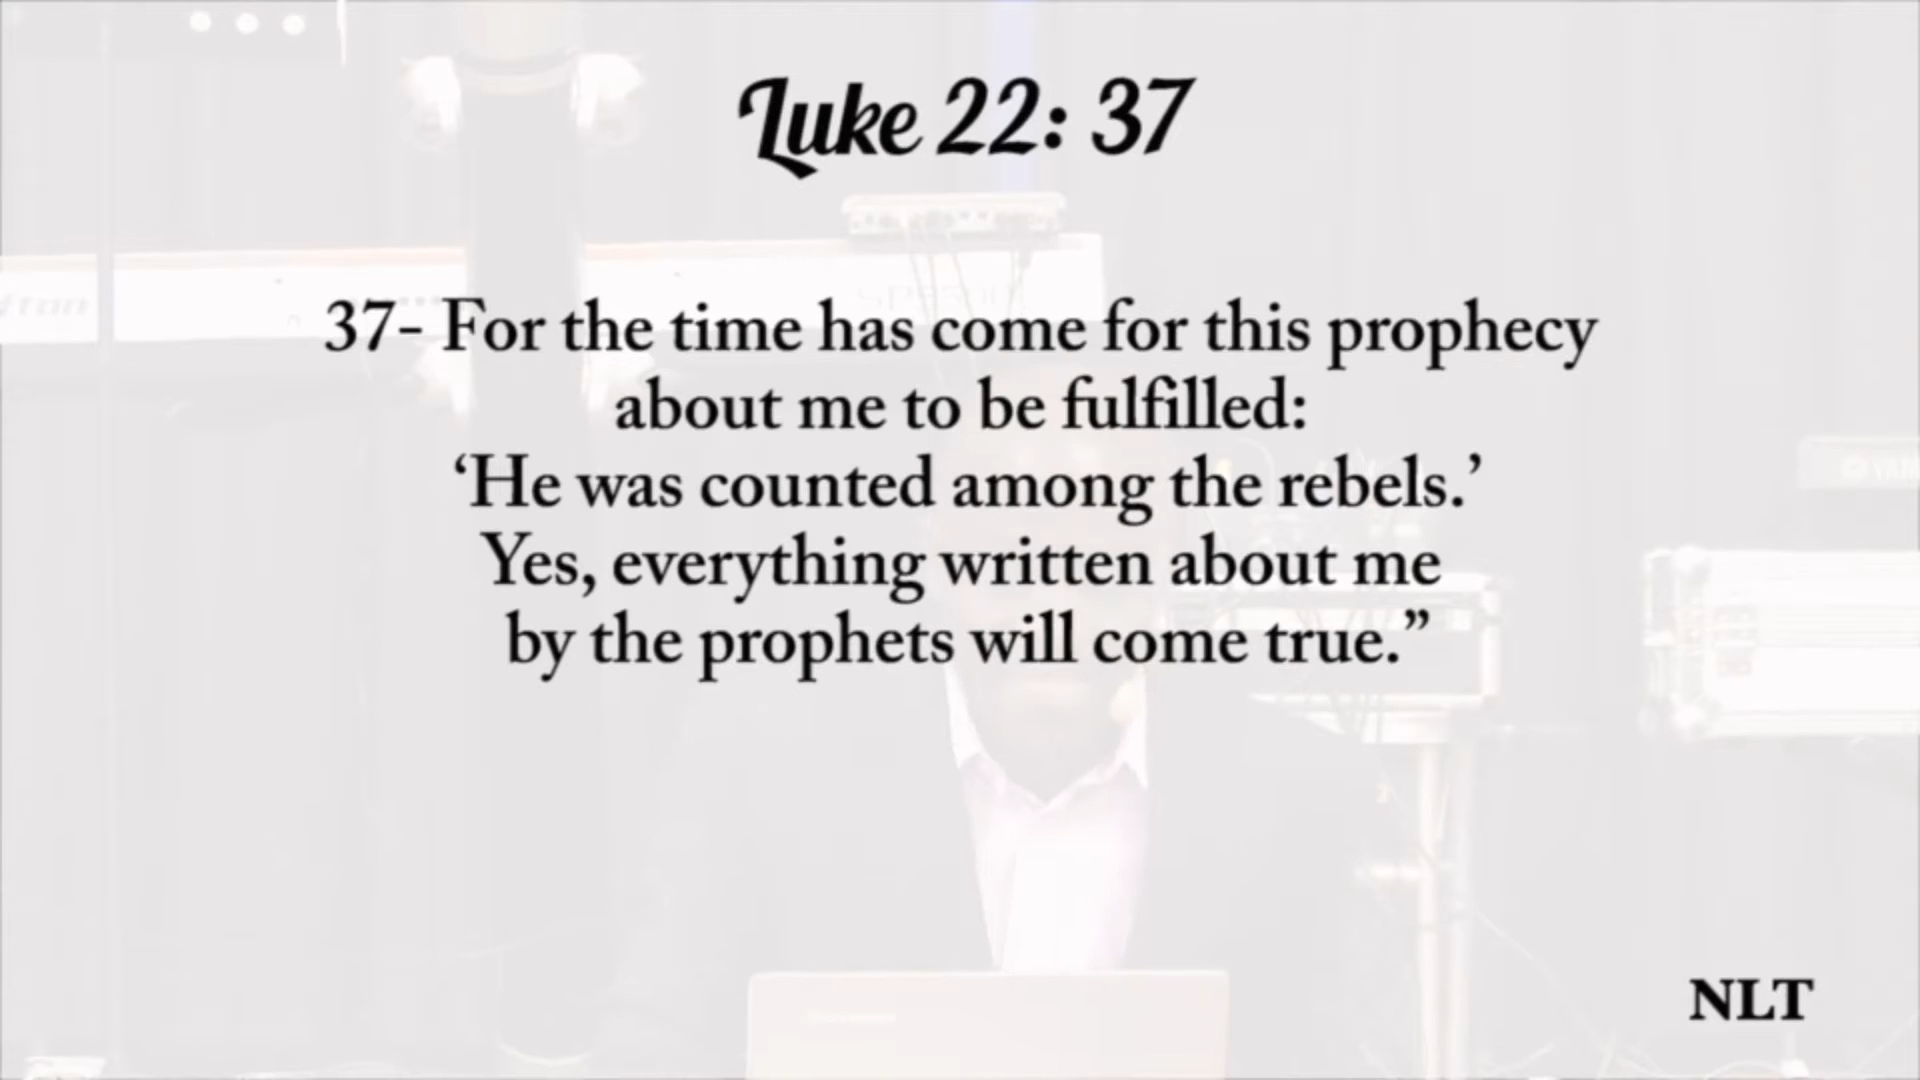 Luke 22: 37
37- For the time has come for this prophecy
about me to be fulfilled:
‘He was counted among the rebels.’
Yes, everything written about me
by the prophets will come true.”
NLT